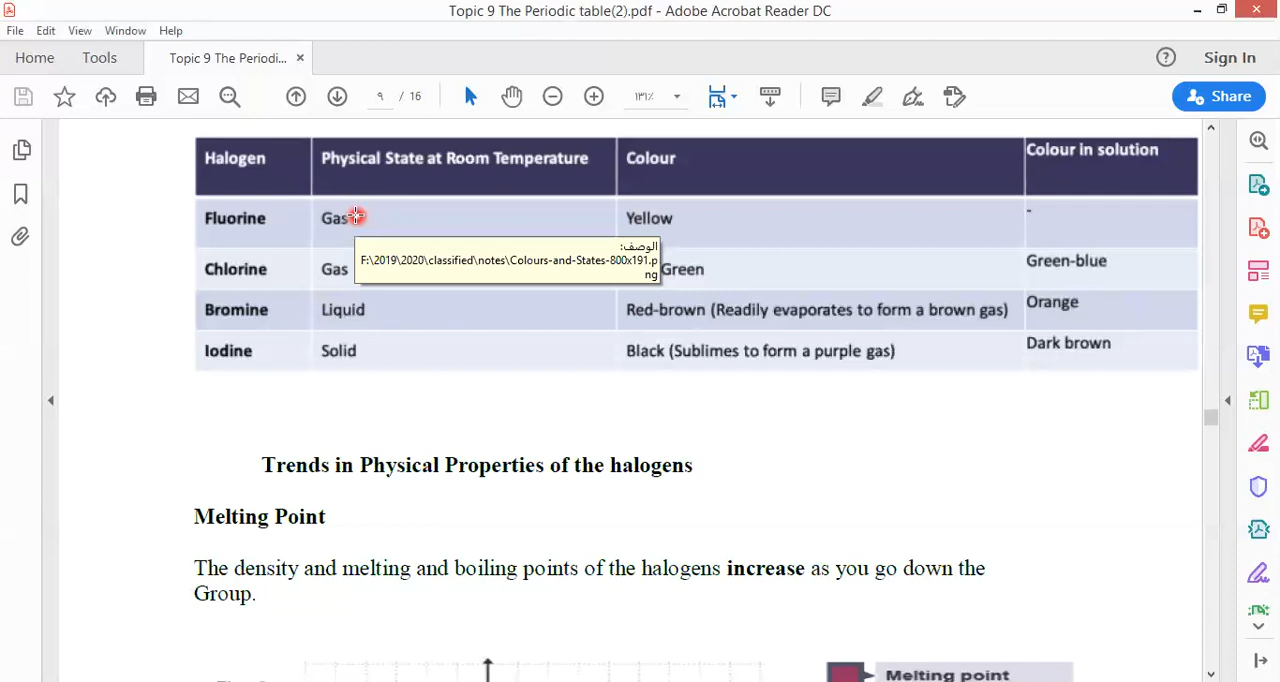 Topic 9 The Periodic table(2).pdf - Adobe Acrobat Reader DC
File Edit View Window Help
Home Tools Topic 9 The Periodi... × Sign In
٩ / 16 ١٣١٪ Share
Halogen Physical State at Room Temperature Colour Colour in solution
Fluorine Gas Yellow -
الوصف:
F:\2019\2020\classified\notes\Colours-and-States-800x191.p
ng
Chlorine Gas Green Green-blue
Bromine Liquid Red-brown (Readily evaporates to form a brown gas) Orange
Iodine Solid Black (Sublimes to form a purple gas) Dark brown
Trends in Physical Properties of the halogens
Melting Point
The density and melting and boiling points of the halogens increase as you go down the
Group.
Melting point